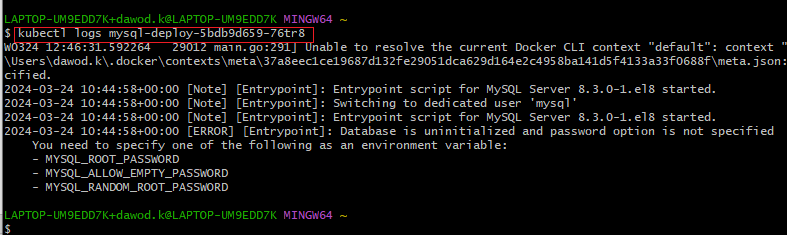 LAPTOP-UM9EDD7K+dawod.k@LAPTOP-UM9EDD7K MINGW64 ~
$ kubectl logs mysql-deploy-5bdb9d659-76tr8
W0324 12:46:31.592264   29012 main.go:291] Unable to resolve the current Docker CLI context "default": context "
\Users\dawod.k\.docker\contexts\meta\37a8eec1ce19687d132fe29051dca629d164e2c4958ba141d5f4133a33f0688f\meta.json:
cified.
2024-03-24 10:44:58+00:00 [Note] [Entrypoint]: Entrypoint script for MySQL Server 8.3.0-1.el8 started.
2024-03-24 10:44:58+00:00 [Note] [Entrypoint]: Switching to dedicated user 'mysql'
2024-03-24 10:44:58+00:00 [Note] [Entrypoint]: Entrypoint script for MySQL Server 8.3.0-1.el8 started.
2024-03-24 10:44:58+00:00 [ERROR] [Entrypoint]: Database is uninitialized and password option is not specified
    You need to specify one of the following as an environment variable:
    - MYSQL_ROOT_PASSWORD
    - MYSQL_ALLOW_EMPTY_PASSWORD
    - MYSQL_RANDOM_ROOT_PASSWORD
LAPTOP-UM9EDD7K+dawod.k@LAPTOP-UM9EDD7K MINGW64 ~
$